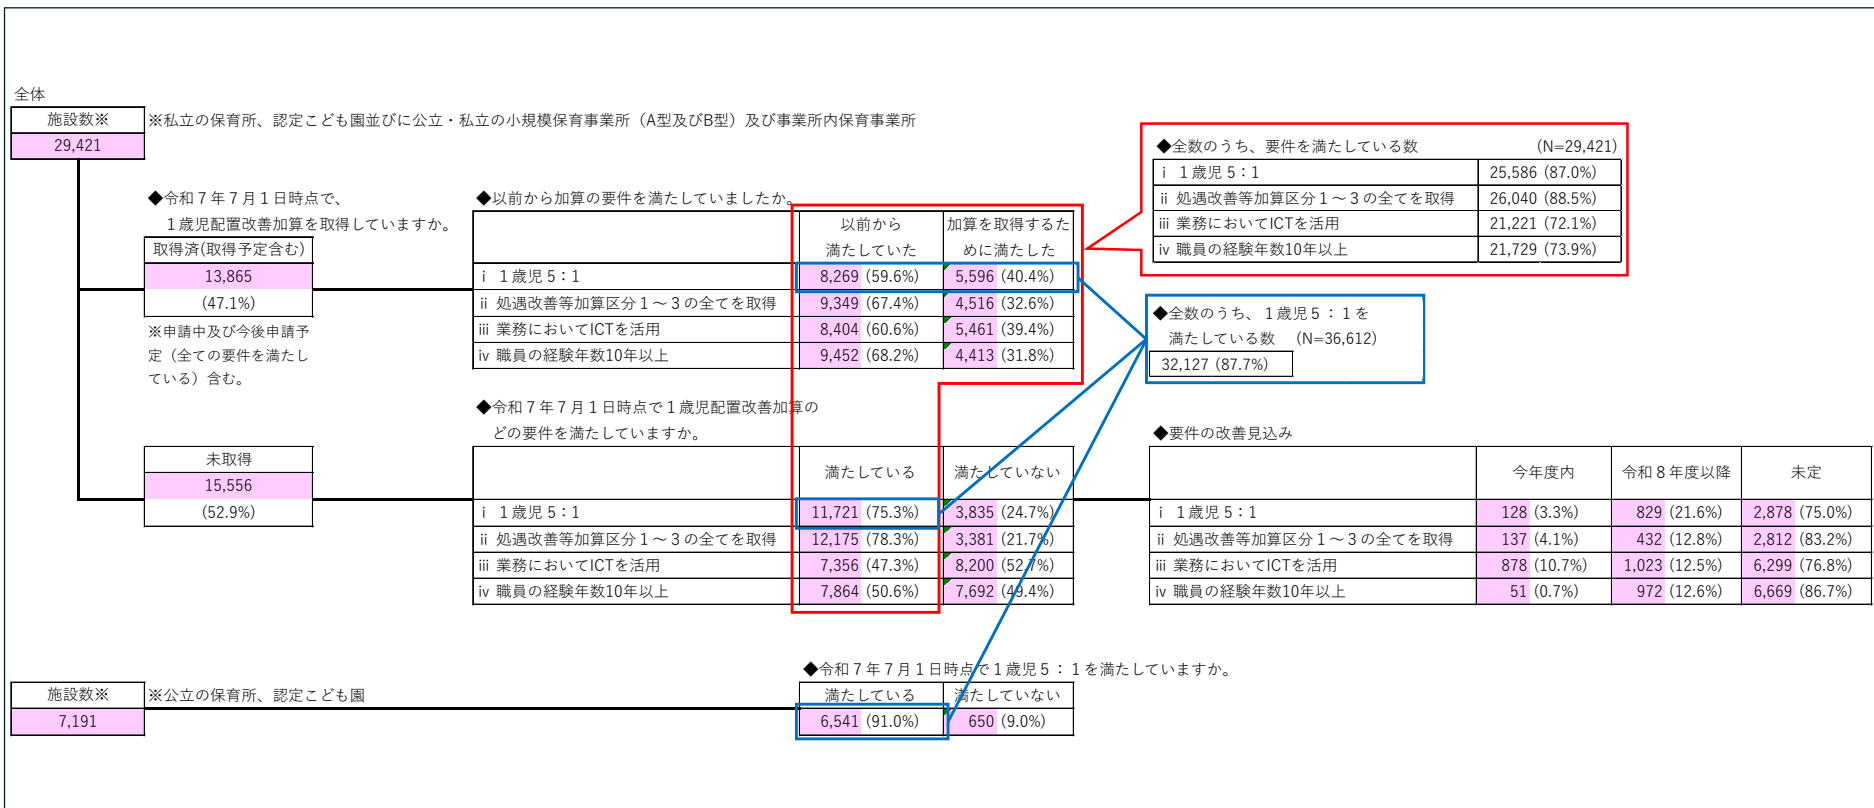 全体
施設数※
※私立の保育所、認定こども園並びに公立・私立の小規模保育事業所（A型及びB型）及び事業所内保育事業所
29,421
◆全数のうち、要件を満たしている数 (N=29,421)
ⅰ １歳児５：１ 25,586 (87.0%)
ⅱ 処遇改善等加算区分１～３の全てを取得 26,040 (88.5%)
ⅲ 業務においてICTを活用 21,221 (72.1%)
ⅳ 職員の経験年数10年以上 21,729 (73.9%)
◆令和７年７月１日時点で、
１歳児配置改善加算を取得していますか。
取得済(取得予定含む)
13,865
(47.1%)
※申請中及び今後申請予
定（全ての要件を満たし
ている）含む。
◆以前から加算の要件を満たしていましたか。
以前から 加算を取得するた
満たしていた めに満たした
ⅰ １歳児５：１ 8,269 (59.6%) 5,596 (40.4%)
ⅱ 処遇改善等加算区分１～３の全てを取得 9,349 (67.4%) 4,516 (32.6%)
ⅲ 業務においてICTを活用 8,404 (60.6%) 5,461 (39.4%)
ⅳ 職員の経験年数10年以上 9,452 (68.2%) 4,413 (31.8%)
◆全数のうち、１歳児５：１を
満たしている数 (N=36,612)
32,127 (87.7%)
未取得
15,556
(52.9%)
◆令和７年７月１日時点で１歳児配置改善加算の
どの要件を満たしていますか。
満たしている 満たしていない
ⅰ １歳児５：１ 11,721 (75.3%) 3,835 (24.7%)
ⅱ 処遇改善等加算区分１～３の全てを取得 12,175 (78.3%) 3,381 (21.7%)
ⅲ 業務においてICTを活用 7,356 (47.3%) 8,200 (52.7%)
ⅳ 職員の経験年数10年以上 7,864 (50.6%) 7,692 (49.4%)
◆要件の改善見込み
今年度内 令和８年度以降 未定
ⅰ １歳児５：１ 128 (3.3%) 829 (21.6%) 2,878 (75.0%)
ⅱ 処遇改善等加算区分１～３の全てを取得 137 (4.1%) 432 (12.8%) 2,812 (83.2%)
ⅲ 業務においてICTを活用 878 (10.7%) 1,023 (12.5%) 6,299 (76.8%)
ⅳ 職員の経験年数10年以上 51 (0.7%) 972 (12.6%) 6,669 (86.7%)
◆令和７年７月１日時点で１歳児５：１を満たしていますか。
施設数※
※公立の保育所、認定こども園
7,191
満たしている 満たしていない
6,541 (91.0%) 650 (9.0%)